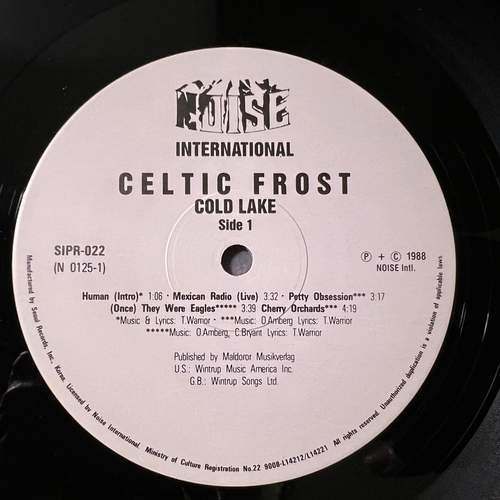 NOISE
INTERNATIONAL
CELTIC FROST
COLD LAKE
Side 1
SIPR-022
(N 0125-1)
Ⓟ + © 1988
NOISE Intl.
Human (Intro)* 1:06 - Mexican Radio (Live) 3:32 - Petty Obsession*** 3:17
(Once) They Were Eagles***** 3:39 Cherry Orchards*** 4:19
*Music & Lyrics: T.Warrior - ***Music: O.Amberg Lyrics: T.Warrior
*****Music: O.Amberg, C.Bryant Lyrics: T.Warrior
Published by Maldoror Musikverlag
U.S.: Wintrup Music America Inc.
G.B.: Wintrup Songs Ltd.
Manufactured by Seoul Records, Inc., Korea. Licensed by Noise international. Ministry of Culture Registration No.22 9008-L14212/L14221 All rights reserved. Unauthorized duplication is a violation of applicable laws